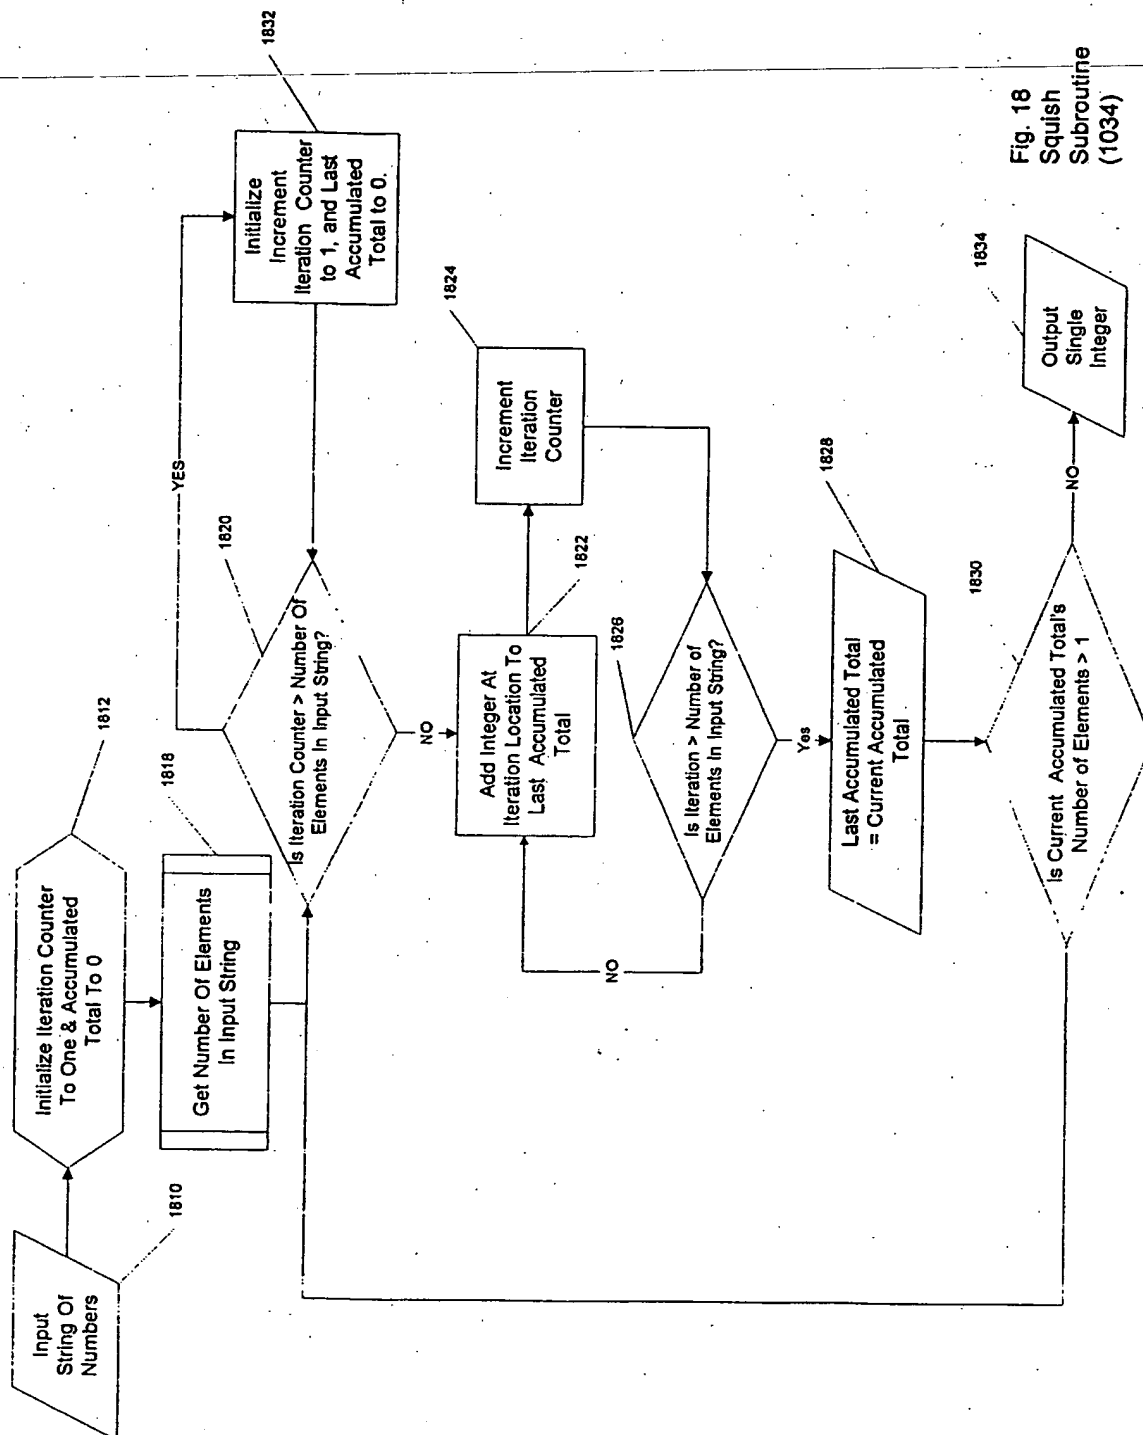 Input
String Of
Numbers
1810
Initialize Iteration Counter
To One & Accumulated
Total To 0
1812
Get Number Of Elements
In Input String
1818
Is Iteration Counter > Number Of
Elements In Input String?
1820
YES
Initialize
Increment
Iteration Counter
to 1, and Last
Accumulated
Total to 0.
1832
NO
Add Integer At
Iteration Location To
Last Accumulated
Total
1822
Increment
Iteration
Counter
1824
Is Iteration > Number of
Elements In Input String?
1826
NO
Yes
Last Accumulated Total
= Current Accumulated
Total
1828
Is Current Accumulated Total's
Number of Elements > 1
1830
NO
Output
Single
Integer
1834
Fig. 18
Squish
Subroutine
(1034)